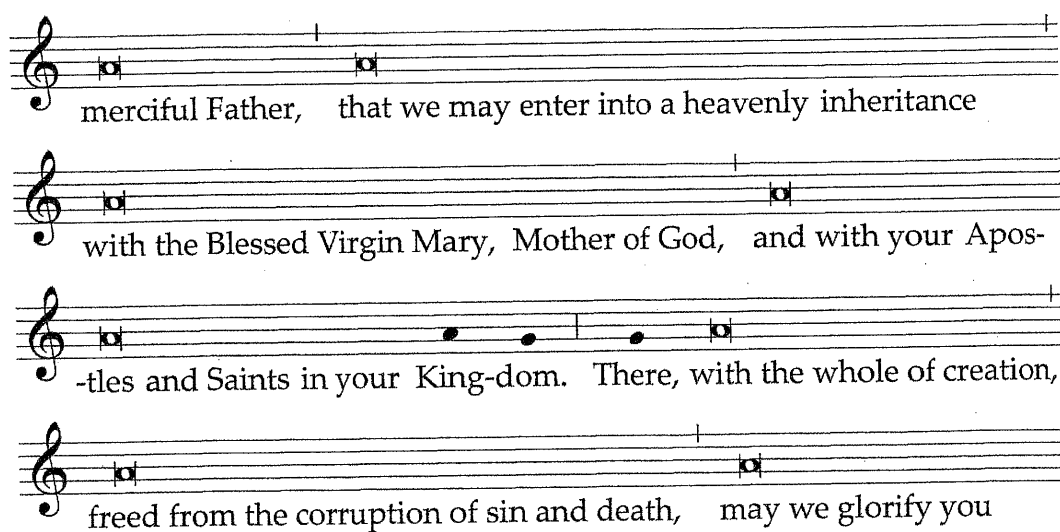 merciful Father, that we may enter into a heavenly inheritance
with the Blessed Virgin Mary, Mother of God, and with your Apos-
-tles and Saints in your King-dom. There, with the whole of creation,
freed from the corruption of sin and death, may we glorify you